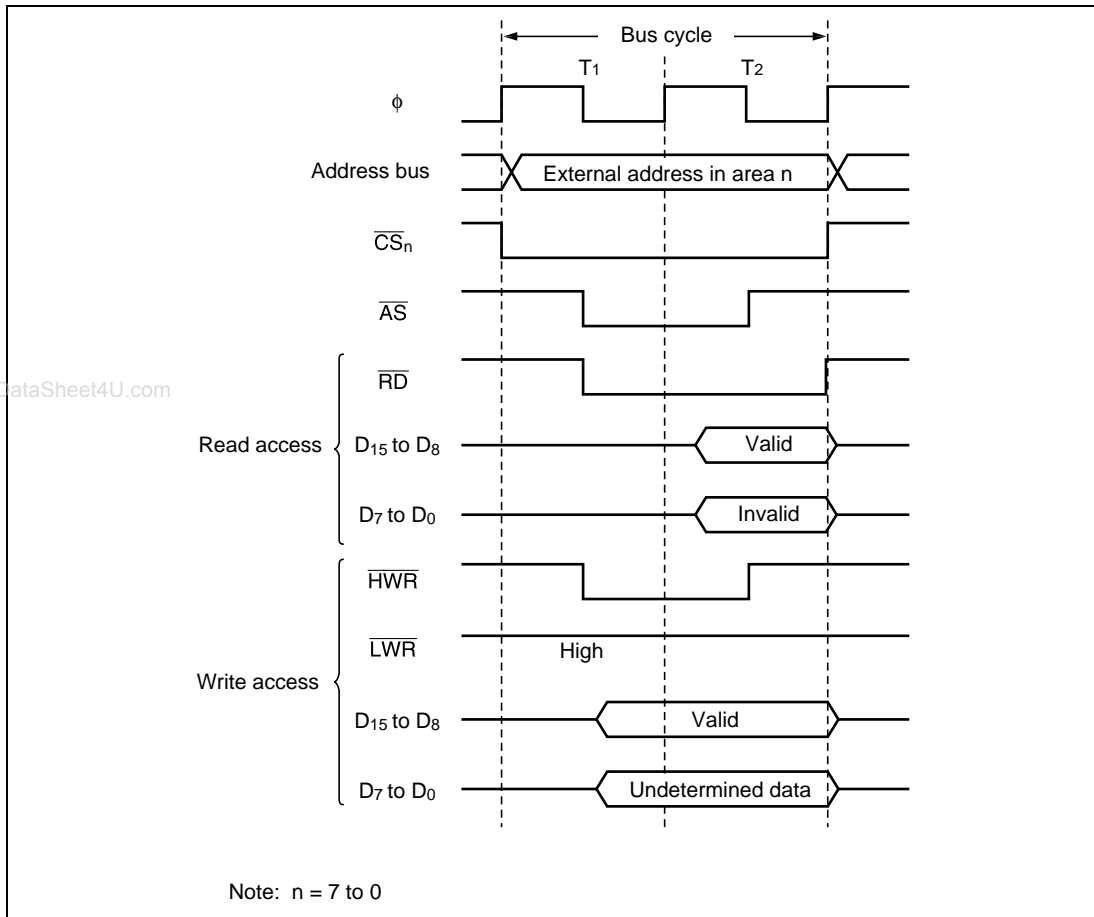 Bus cycle
T1 T2
ϕ
Address bus External address in area n
CSn
AS
DataSheet4U.com
RD
Read access D15 to D8 Valid
D7 to D0 Invalid
HWR
LWR High
Write access
D15 to D8 Valid
D7 to D0 Undetermined data
Note: n = 7 to 0